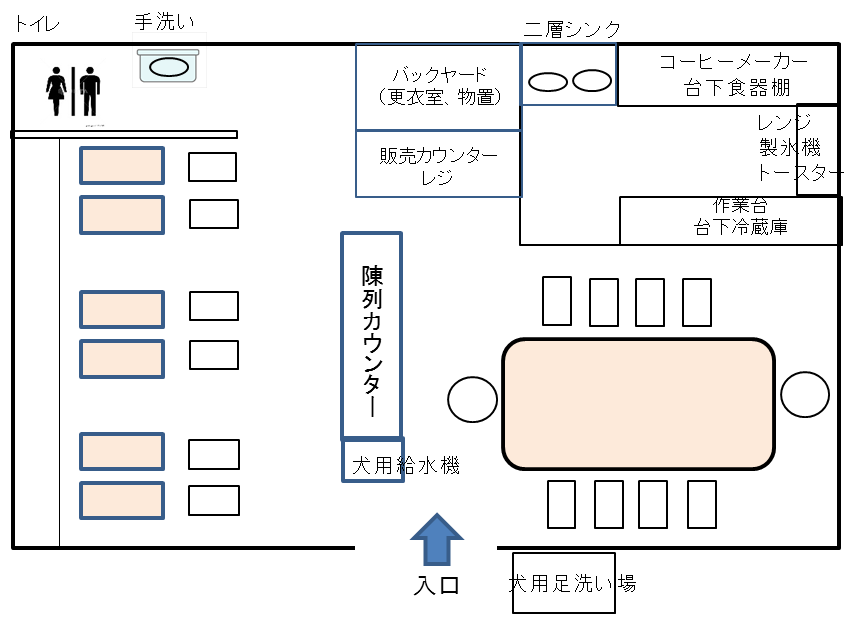 トイレ
手洗い
二層シンク
バックヤード
（更衣室、物置）
コーヒーメーカー
台下食器棚
販売カウンター
レジ
レンジ
製氷機
トースター
作業台
台下冷蔵庫
陳列カウンター
犬用給水機
入口
犬用足洗い場